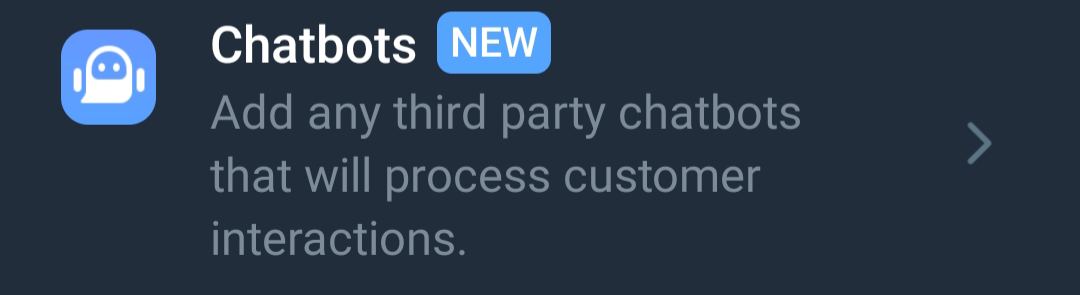 Chatbots NEW
Add any third party chatbots
that will process customer
interactions.